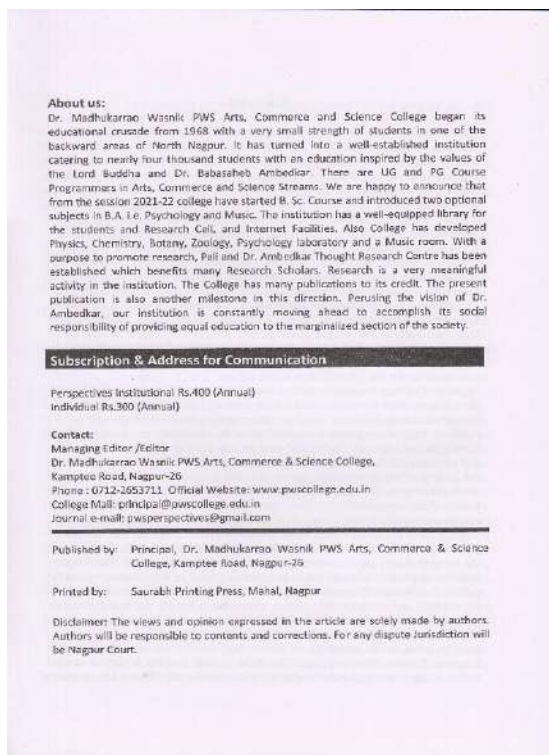 About us:
Dr. Madhukarrao Wasnik PWS Arts, Commerce and Science College began its
educational crusade from 1968 with a very small strength of students in one of the
backward areas of North Nagpur. It has turned into a well-established institution
catering to nearly four thousand students with an education inspired by the values of
the Lord Buddha and Dr. Babasaheb Ambedkar. There are UG and PG Course
Programmers in Arts, Commerce and Science Streams. We are happy to announce that
from the session 2021-22 college have started B. Sc. Course and introduced two optional
subjects in B.A. i.e. Psychology and Music. The institution has a well-equipped library for
the students and Research Cell, and Internet Facilities. Also College has developed
Physics, Chemistry, Botany, Zoology, Psychology laboratory and a Music room. With a
purpose to promote research, Pali and Dr. Ambedkar Thought Research Centre has been
established which benefits many Research Scholars. Research is a very meaningful
activity in the institution. The College has many publications to its credit. The present
publication is also another milestone in this direction. Perusing the vision of Dr.
Ambedkar, our institution is constantly moving ahead to accomplish its social
responsibility of providing equal education to the marginalized section of the society.
Subscription & Address for Communication
Perspectives Institutional Rs.400 (Annual)
Individual Rs.300 (Annual)
Contact:
Managing Editor /Editor
Dr. Madhukarrao Wasnik PWS Arts, Commerce & Science College,
Kamptee Road, Nagpur-26
Phone : 0712-2653711 Official Website: www.pwscollege.edu.in
College Mail: principal@pwscollege.edu.in
Journal e-mail: pwsperspectives@gmail.com
Published by: Principal, Dr. Madhukarrao Wasnik PWS Arts, Commerce & Science
College, Kamptee Road, Nagpur-26
Printed by: Saurabh Printing Press, Mahal, Nagpur
Disclaimer: The views and opinion expressed in the article are solely made by authors.
Authors will be responsible to contents and corrections. For any dispute Jurisdiction will
be Nagpur Court.